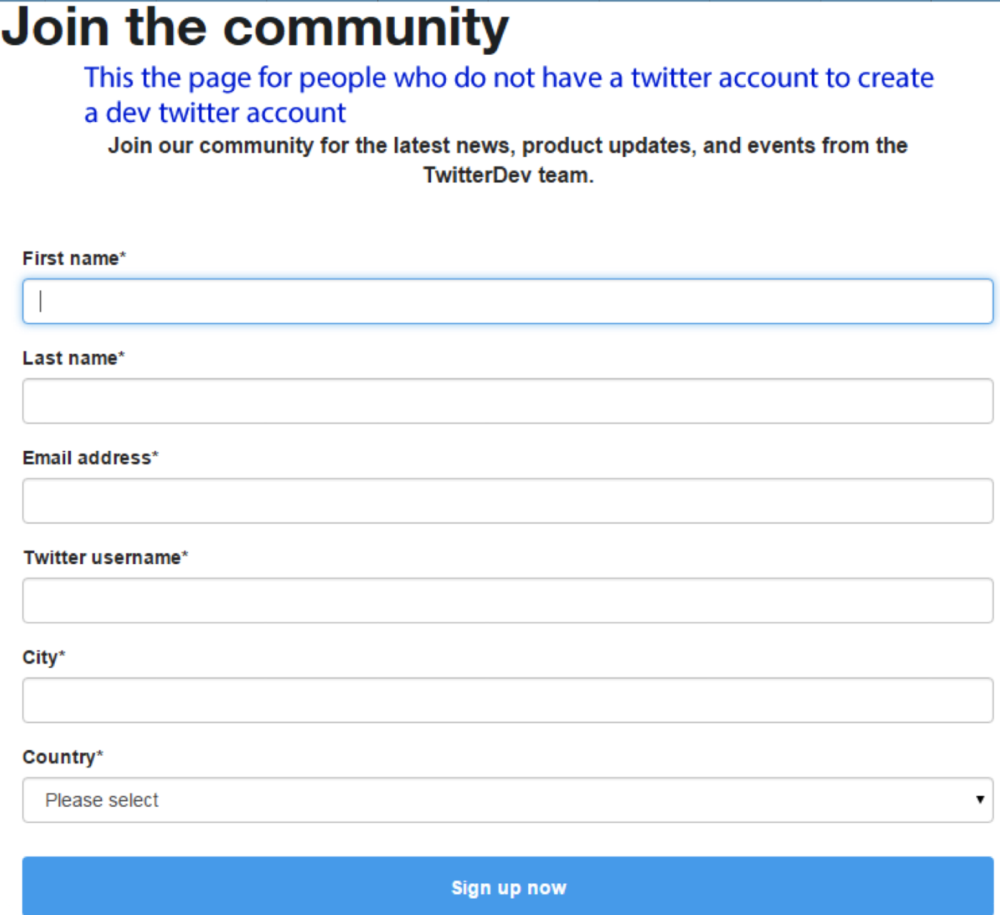 Join the community
This the page for people who do not have a twitter account to create
a dev twitter account
Join our community for the latest news, product updates, and events from the
TwitterDev team.
First name*
Last name*
Email address*
Twitter username*
City*
Country*
Please select
Sign up now